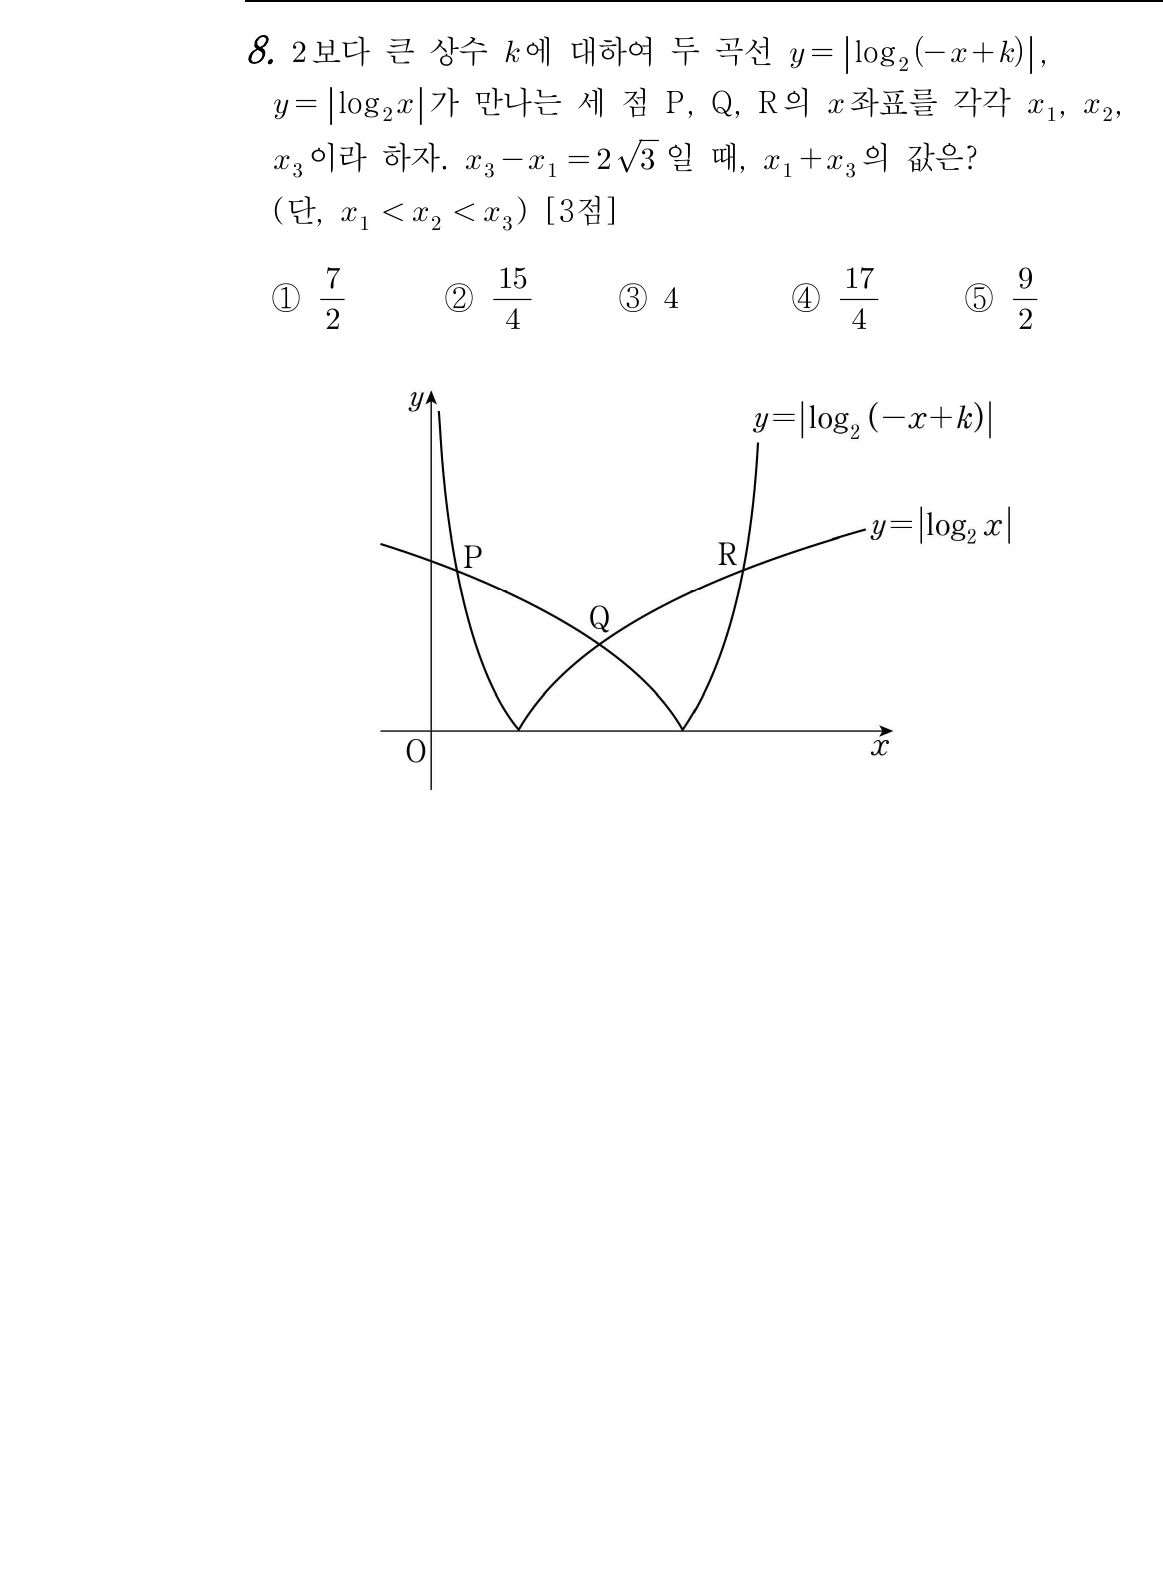 8. 2보다 큰 상수 k에 대하여 두 곡선 y=|log₂(−x+k)|,
y=|log₂x|가 만나는 세 점 P, Q, R의 x좌표를 각각 x₁, x₂,
x₃이라 하자. x₃−x₁=2√3 일 때, x₁+x₃의 값은?
(단, x₁<x₂<x₃) [3점]
① 7/2 ② 15/4 ③ 4 ④ 17/4 ⑤ 9/2
y
y=|log₂(−x+k)|
y=|log₂x|
P
R
Q
O
x